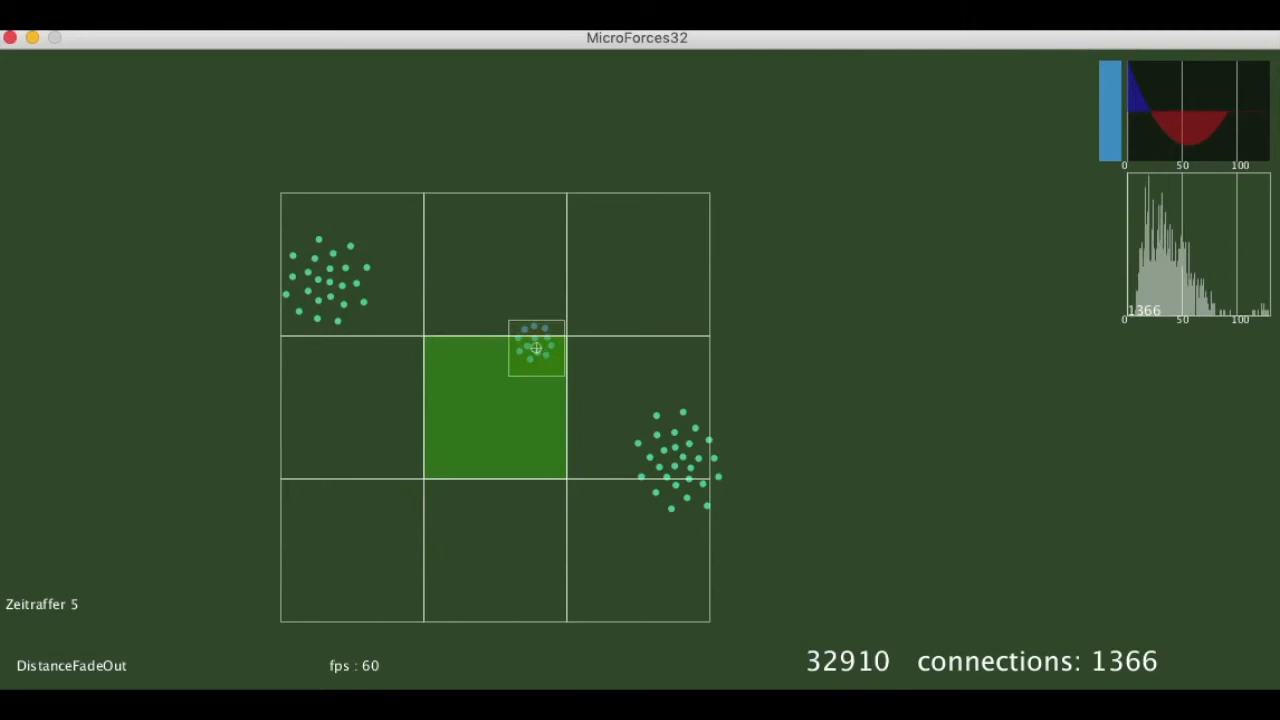 MicroForces32
0 50 100
1366
0 50 100
Zeitraffer 5
DistanceFadeOut
fps : 60
32910 connections: 1366